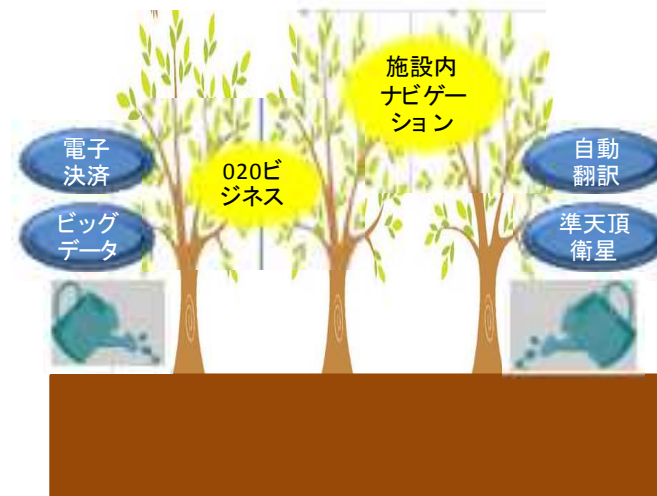 施設内
ナビゲー
ション
電子
決済
020ビ
ジネス
自動
翻訳
ビッグ
データ
準天頂
衛星